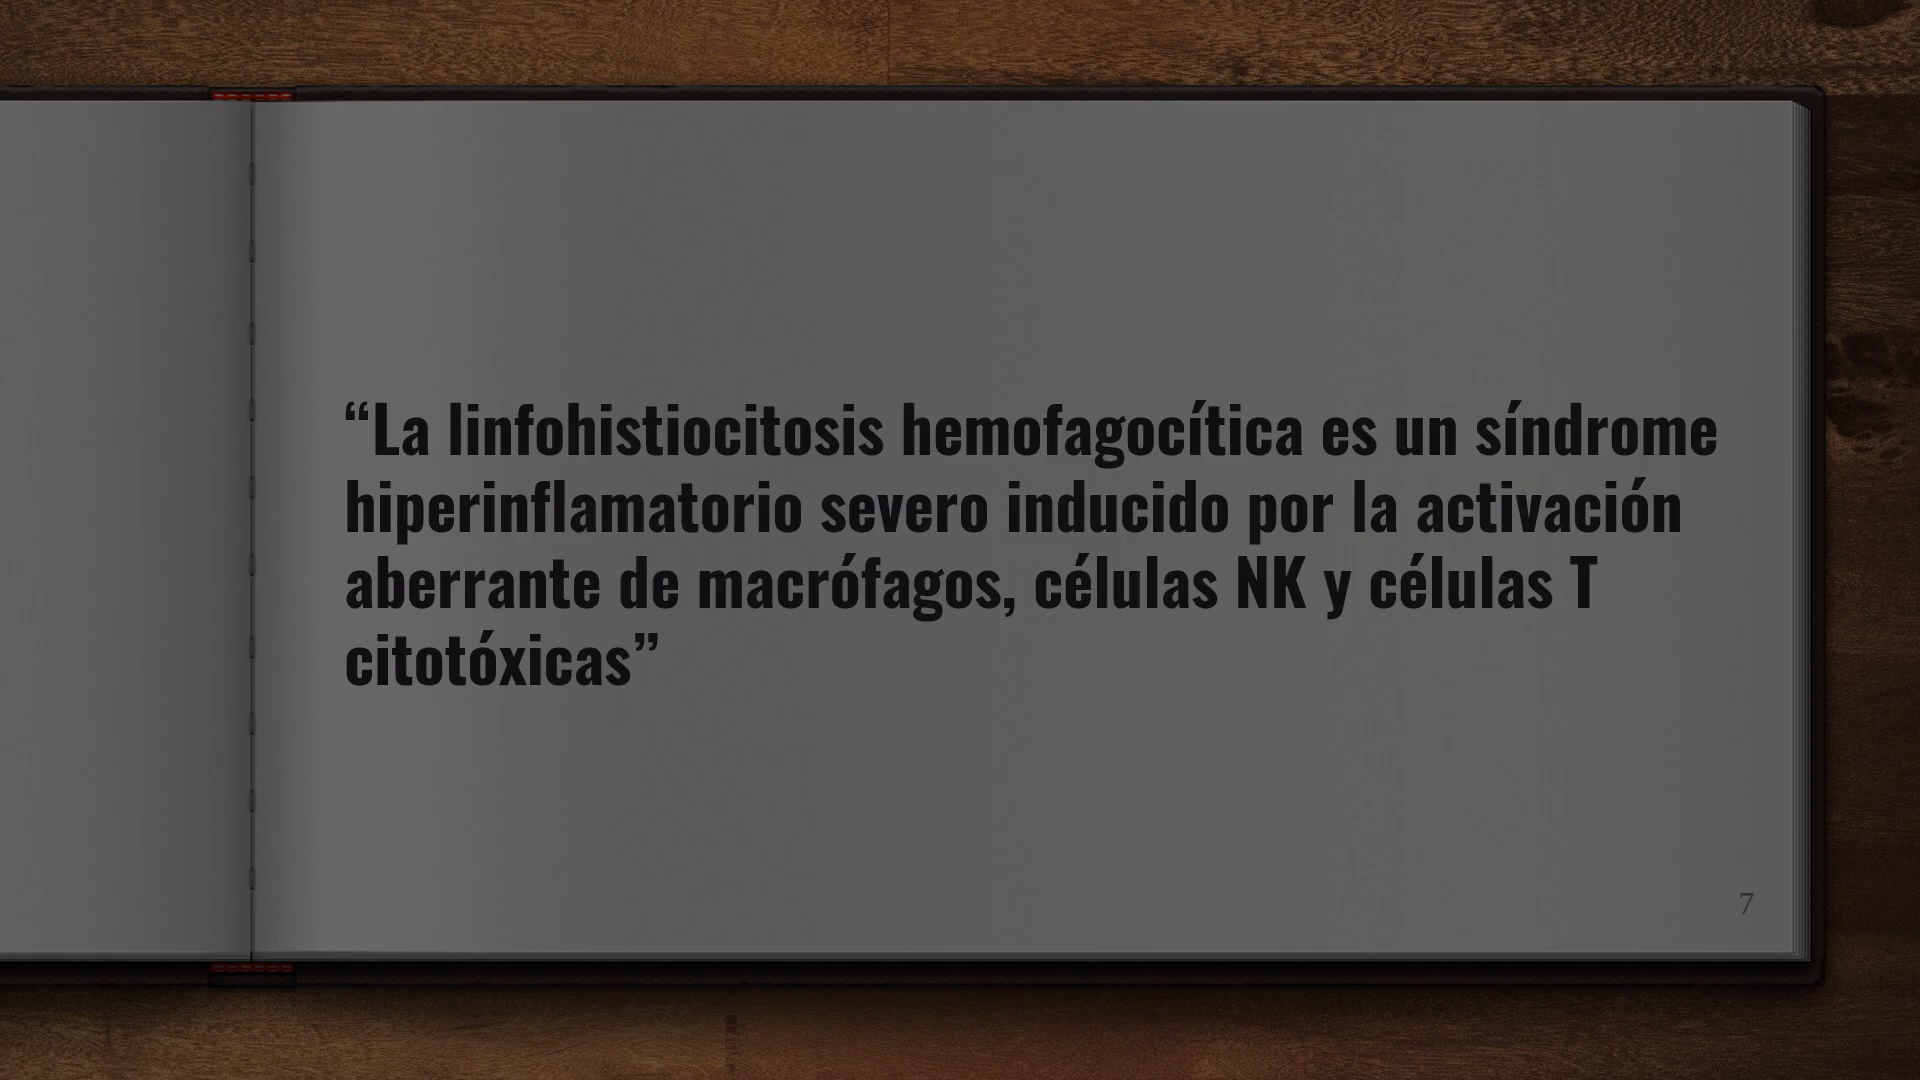 “La linfohistiocitosis hemofagocítica es un síndrome
hiperinflamatorio severo inducido por la activación
aberrante de macrófagos, células NK y células T
citotóxicas”
7